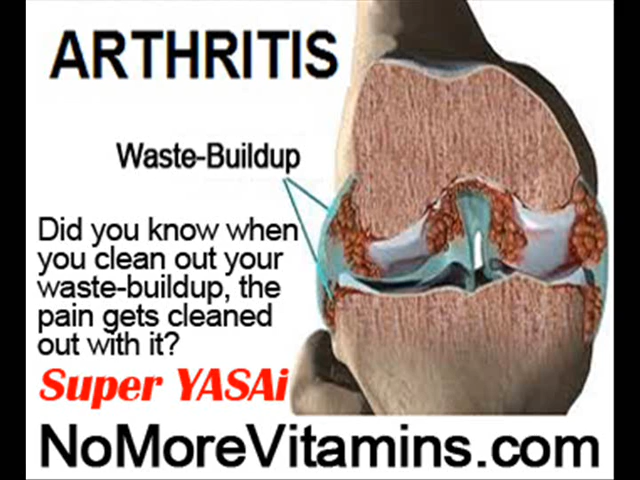 ARTHRITIS
Waste-Buildup
Did you know when
you clean out your
waste-buildup, the
pain gets cleaned
out with it?
Super YASAi
NoMoreVitamins.com